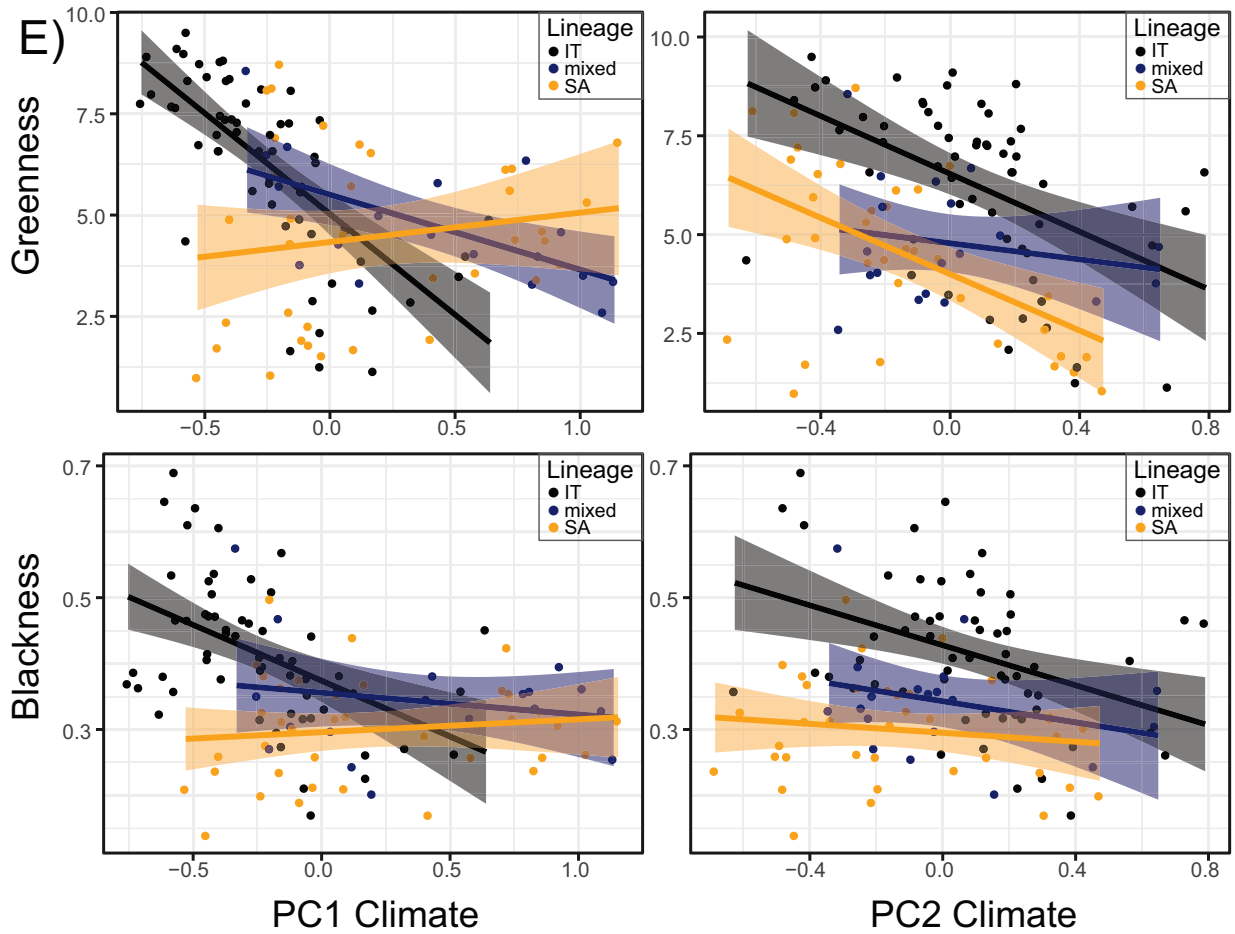 E)
Greenness
10.0
7.5
5.0
2.5
Lineage
IT
mixed
SA
−0.5 0.0 0.5 1.0
10.0
7.5
5.0
2.5
Lineage
IT
mixed
SA
−0.4 0.0 0.4 0.8
Blackness
0.7
0.5
0.3
Lineage
IT
mixed
SA
−0.5 0.0 0.5 1.0
PC1 Climate
0.7
0.5
0.3
Lineage
IT
mixed
SA
−0.4 0.0 0.4 0.8
PC2 Climate